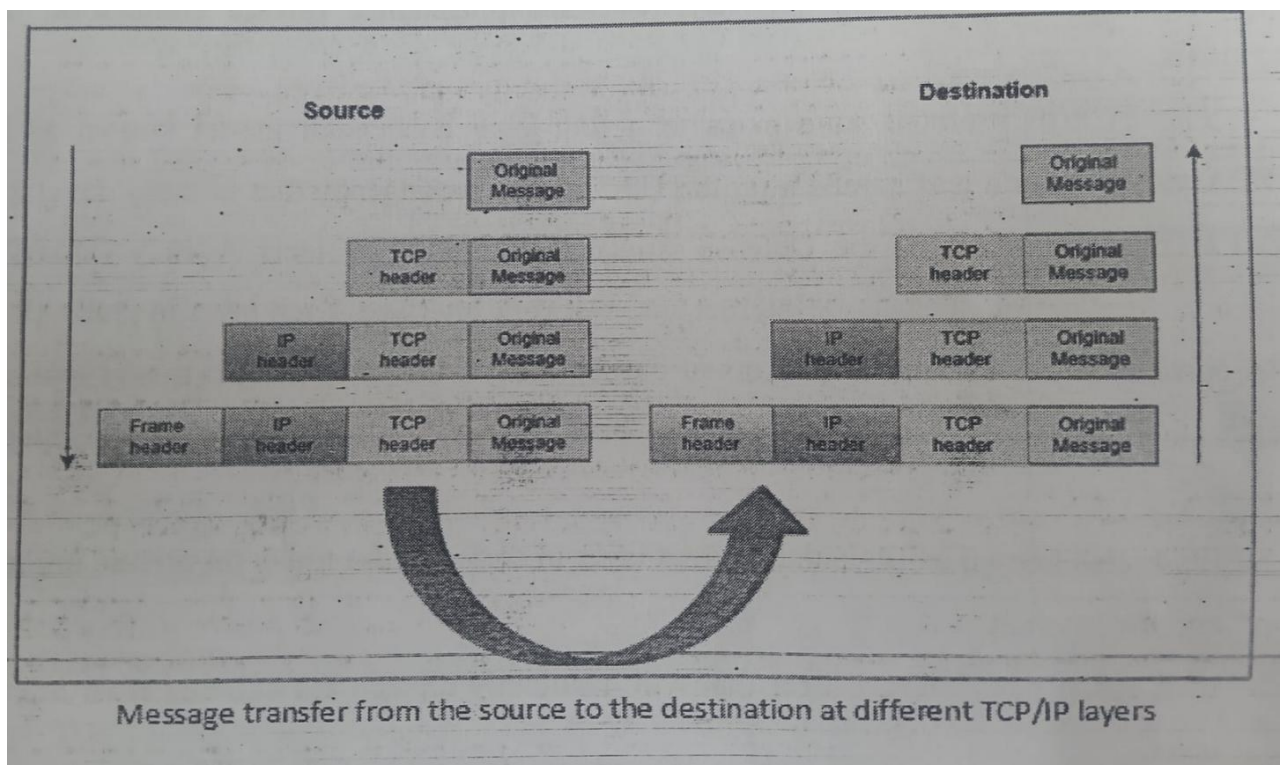 Source
Original
Message
TCP
header
Original
Message
IP
header
TCP
header
Original
Message
Frame
header
IP
header
TCP
header
Original
Message
Destination
Original
Message
TCP
header
Original
Message
IP
header
TCP
header
Original
Message
Frame
header
IP
header
TCP
header
Original
Message
Message transfer from the source to the destination at different TCP/IP layers